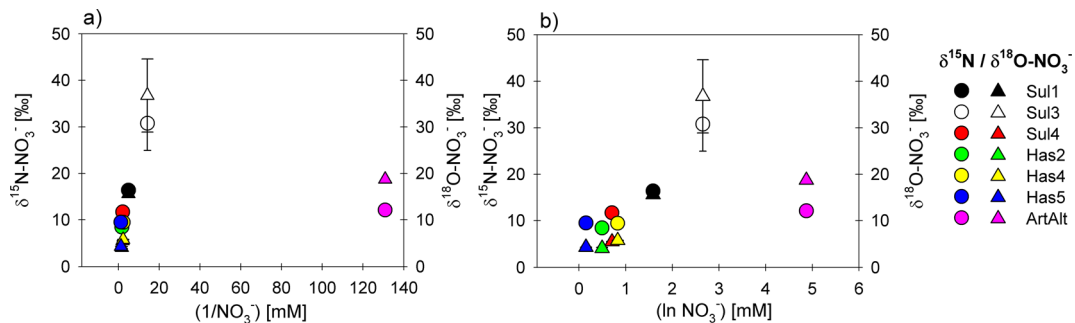 a)
b)
50 40 30 20 10 0
δ15N-NO3- [‰]
50 40 30 20 10 0
δ18O-NO3- [‰]
0 20 40 60 80 100 120 140
(1/NO3-) [mM]
50 40 30 20 10 0
δ15N-NO3- [‰]
50 40 30 20 10 0
δ18O-NO3- [‰]
0 1 2 3 4 5 6
(ln NO3-) [mM]
δ15N / δ18O-NO3-
Sul1
Sul3
Sul4
Has2
Has4
Has5
ArtAlt